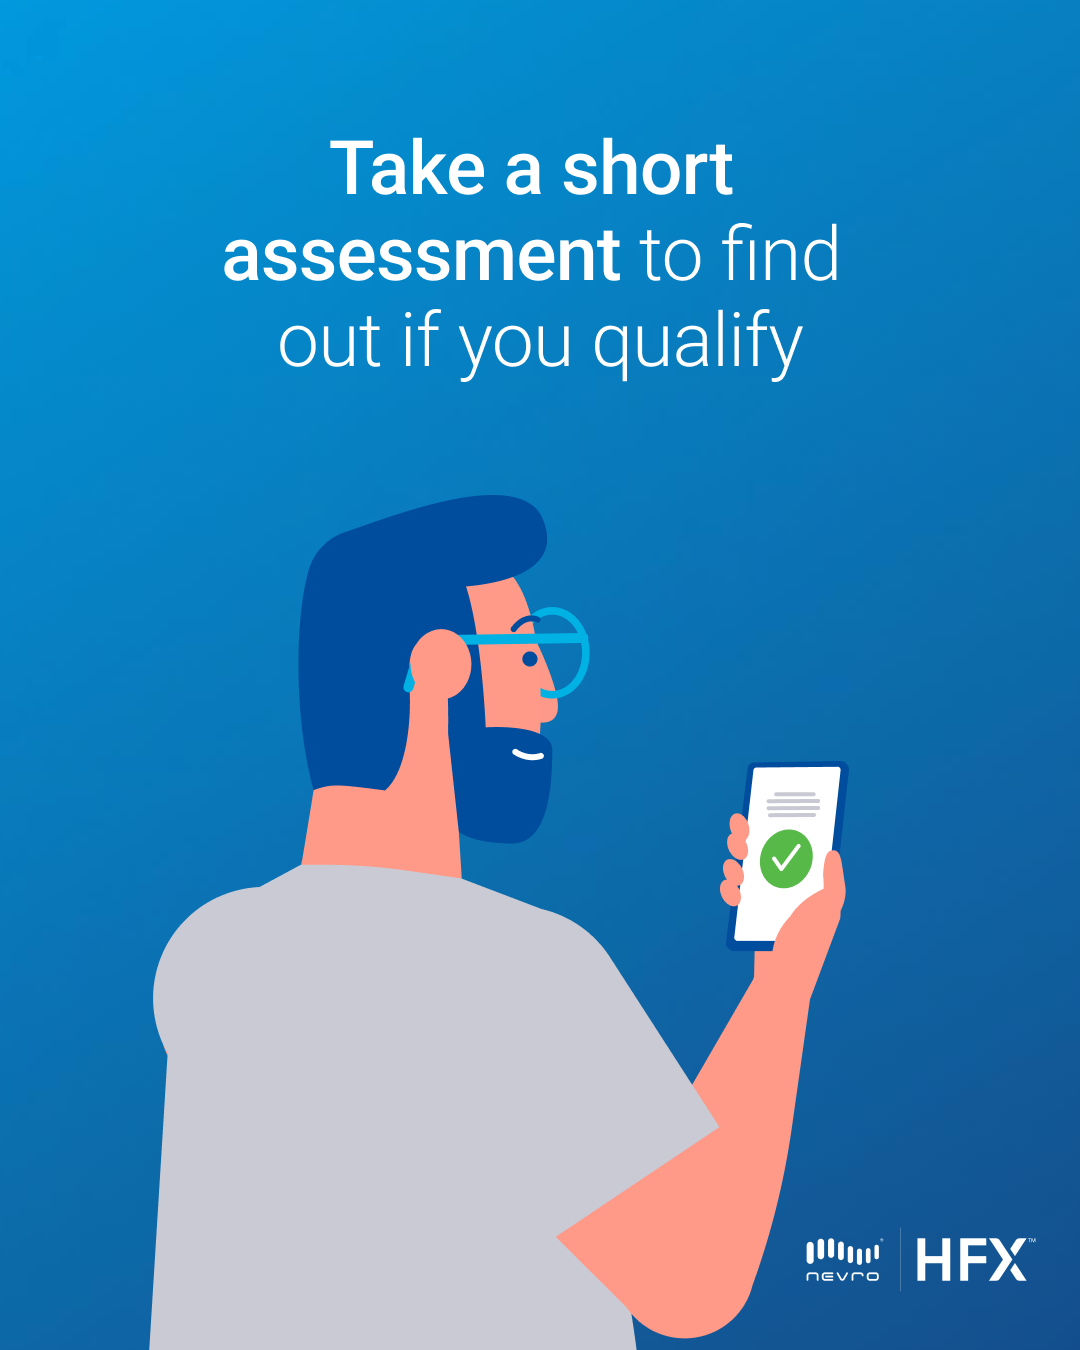 Take a short
assessment to find
out if you qualify
nevro® HFX™